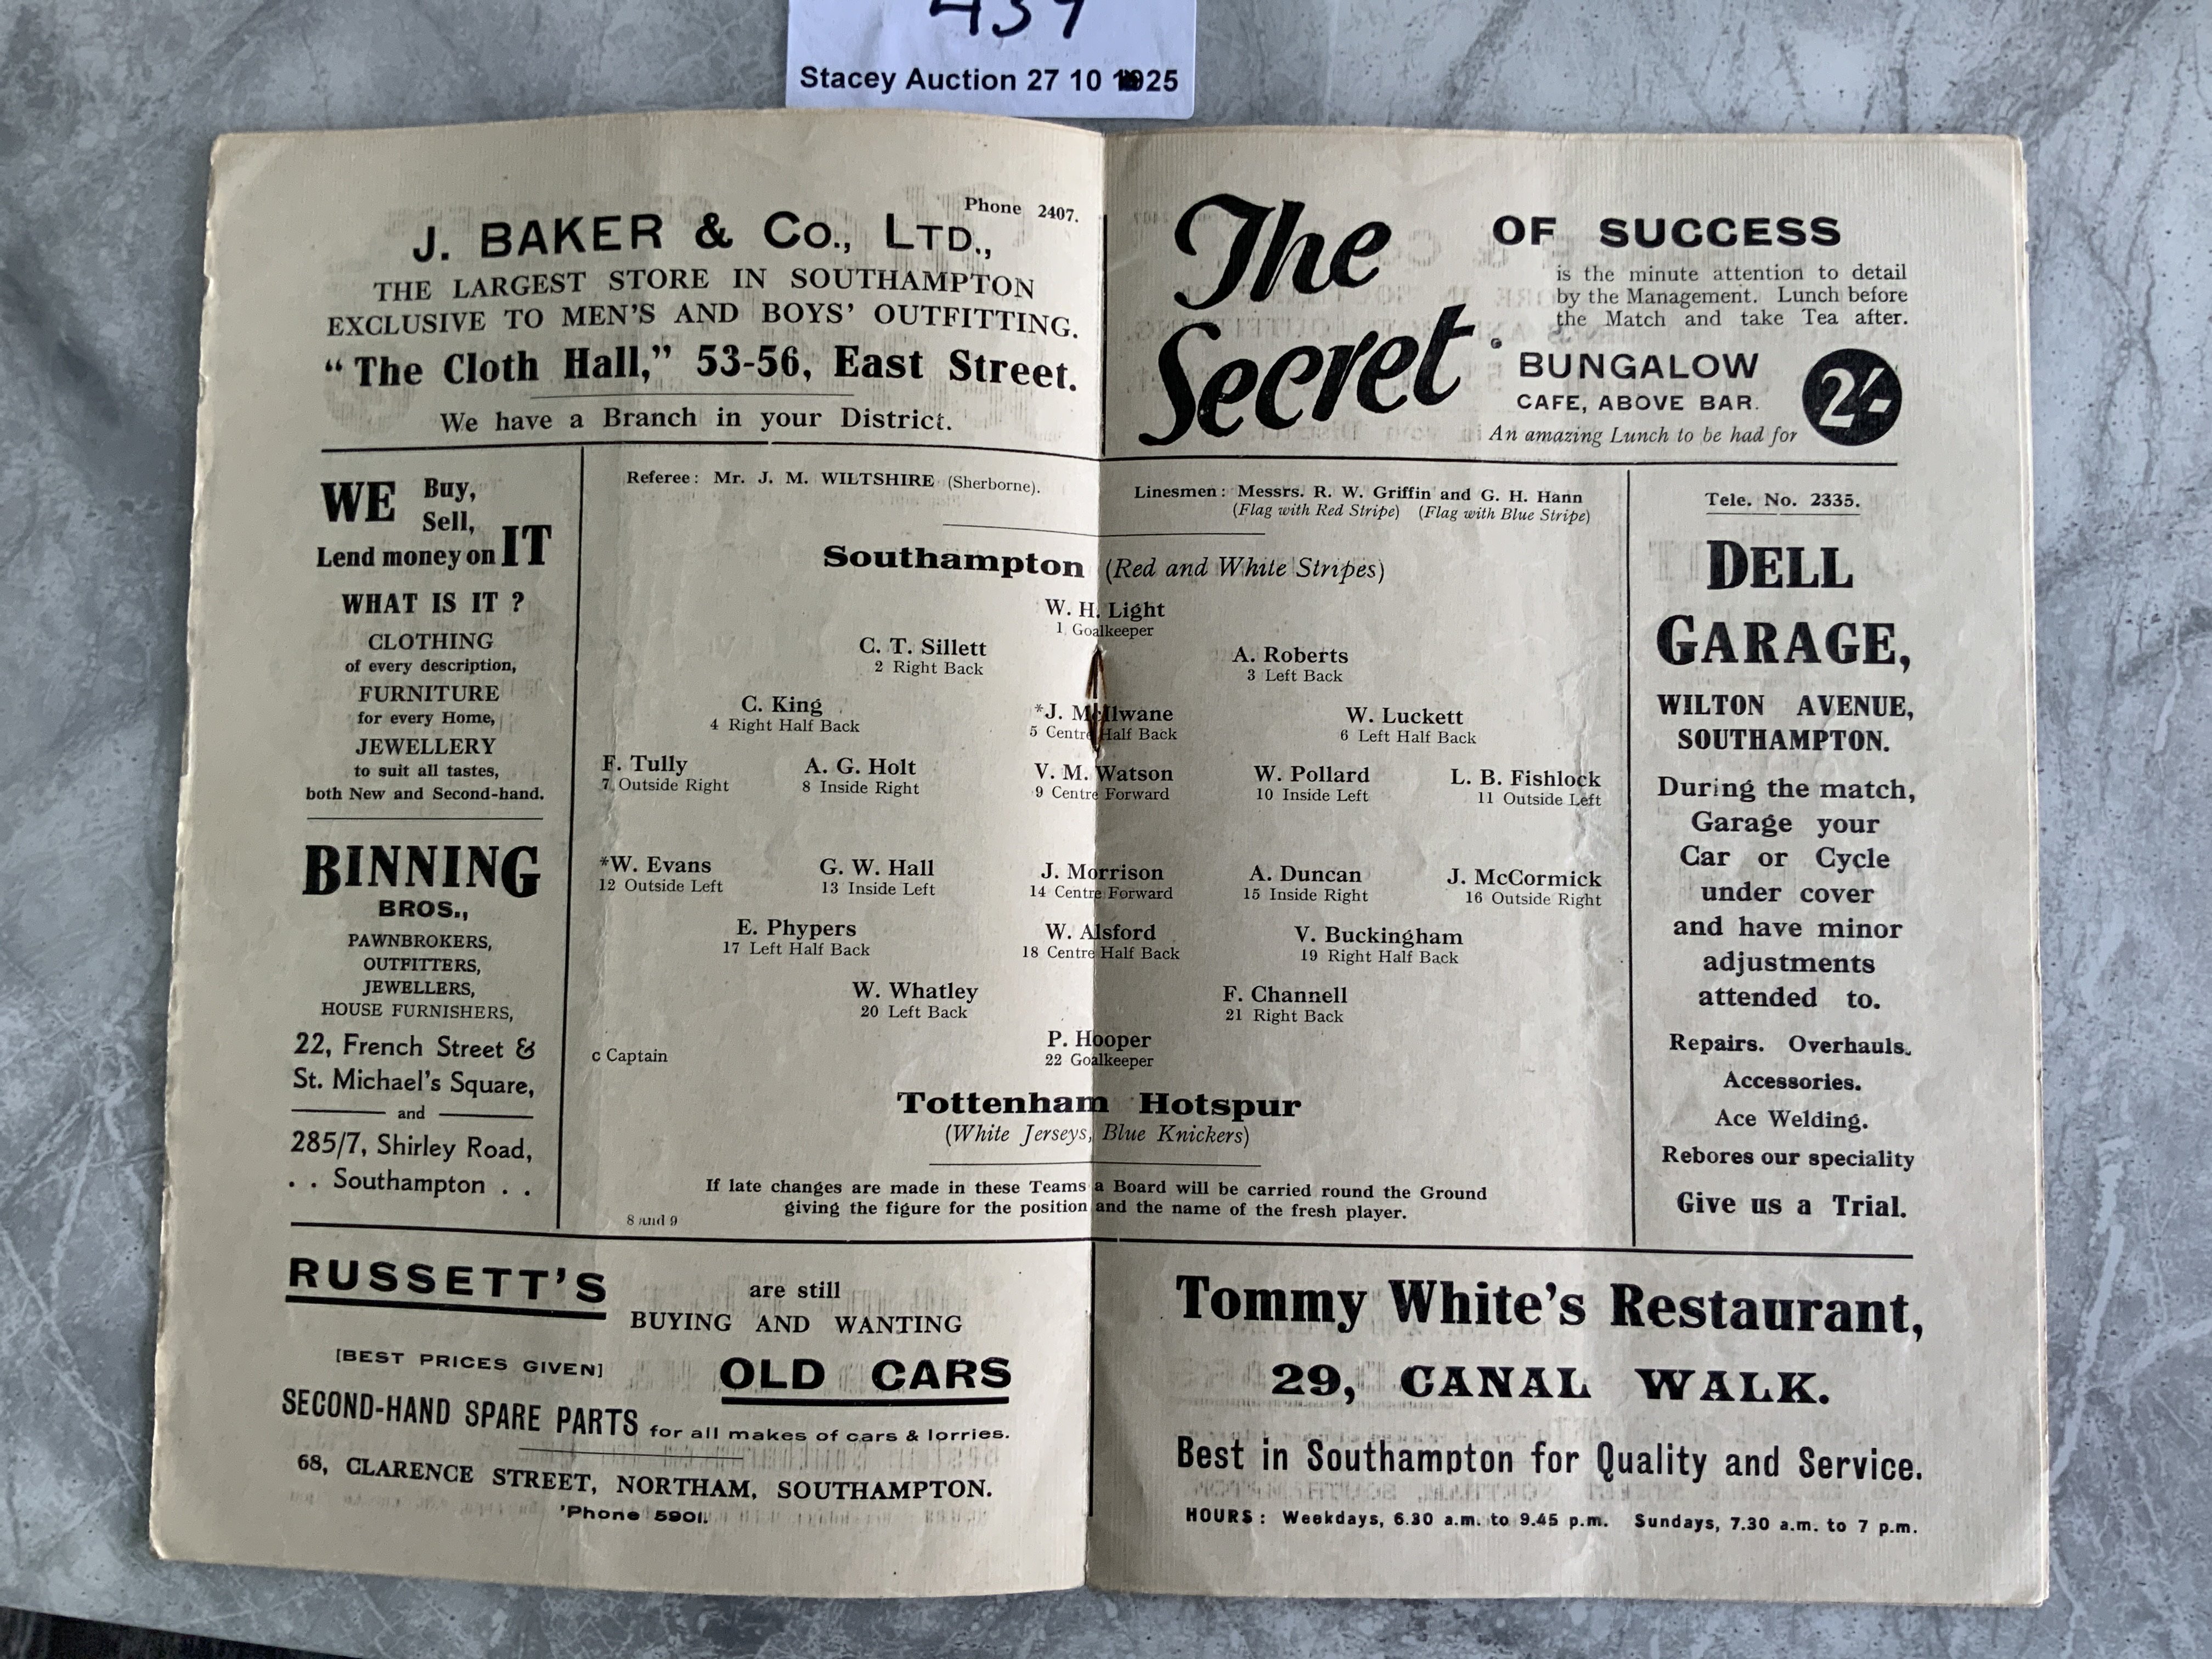 Stacey Auction 27 10 1925
Phone 2407.
J. BAKER & Co., LTD.,
THE LARGEST STORE IN SOUTHAMPTON
EXCLUSIVE TO MEN'S AND BOYS' OUTFITTING.
"The Cloth Hall," 53-56, East Street.
We have a Branch in your District.
The Secret
OF SUCCESS
is the minute attention to detail
by the Management. Lunch before
the Match and take Tea after.
BUNGALOW
CAFE, ABOVE BAR.
An amazing Lunch to be had for
2/-
WE Buy,
Sell,
Lend money on IT
WHAT IS IT ?
CLOTHING
of every description,
FURNITURE
for every Home,
JEWELLERY
to suit all tastes,
both New and Second-hand.
BINNING
BROS.,
PAWNBROKERS,
OUTFITTERS,
JEWELLERS,
HOUSE FURNISHERS,
22, French Street &
St. Michael's Square,
and
285/7, Shirley Road,
. . Southampton . .
Referee: Mr. J. M. WILTSHIRE (Sherborne).
Linesmen: Messrs. R. W. Griffin and G. H. Hann
(Flag with Red Stripe) (Flag with Blue Stripe)
Southampton (Red and White Stripes)
W. H. Light
1 Goalkeeper
C. T. Sillett A. Roberts
2 Right Back 3 Left Back
C. King *J. McIlwane W. Luckett
4 Right Half Back 5 Centre Half Back 6 Left Half Back
F. Tully A. G. Holt V. M. Watson W. Pollard L. B. Fishlock
7 Outside Right 8 Inside Right 9 Centre Forward 10 Inside Left 11 Outside Left
*W. Evans G. W. Hall J. Morrison A. Duncan J. McCormick
12 Outside Left 13 Inside Left 14 Centre Forward 15 Inside Right 16 Outside Right
E. Phypers W. Alsford V. Buckingham
17 Left Half Back 18 Centre Half Back 19 Right Half Back
W. Whatley F. Channell
20 Left Back 21 Right Back
P. Hooper
22 Goalkeeper
c Captain
Tottenham Hotspur
(White Jerseys, Blue Knickers)
If late changes are made in these Teams a Board will be carried round the Ground
giving the figure for the position and the name of the fresh player.
8 and 9
Tele. No. 2335.
DELL
GARAGE,
WILTON AVENUE,
SOUTHAMPTON.
During the match,
Garage your
Car or Cycle
under cover
and have minor
adjustments
attended to.
Repairs. Overhauls.
Accessories.
Ace Welding.
Rebores our speciality
Give us a Trial.
RUSSETT'S
are still
BUYING AND WANTING
[BEST PRICES GIVEN]
OLD CARS
SECOND-HAND SPARE PARTS for all makes of cars & lorries.
68, CLARENCE STREET, NORTHAM, SOUTHAMPTON.
'Phone 5901.
Tommy White's Restaurant,
29, CANAL WALK.
Best in Southampton for Quality and Service.
HOURS: Weekdays, 6.30 a.m. to 9.45 p.m. Sundays, 7.30 a.m. to 7 p.m.